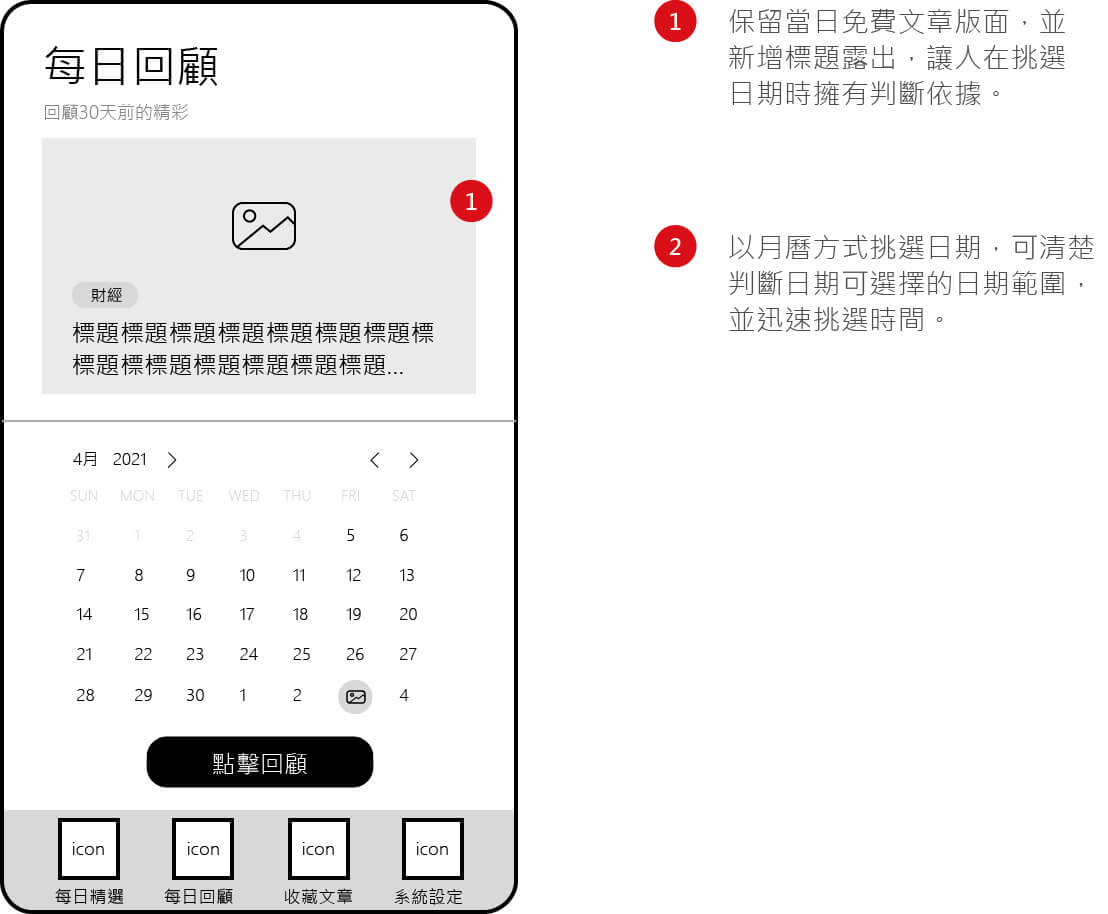 每日回顧
回顧30天前的精彩
1
財經
標題標題標題標題標題標題標題標
標題標標題標題標題標題標題...
4月 2021
SUN MON TUE WED THU FRI SAT
31 1 2 3 4 5 6
7 8 9 10 11 12 13
14 15 16 17 18 19 20
21 22 23 24 25 26 27
28 29 30 1 2 4
點擊回顧
icon icon icon icon
每日精選 每日回顧 收藏文章 系統設定
1 保留當日免費文章版面，並
新增標題露出，讓人在挑選
日期時擁有判斷依據。
2 以月曆方式挑選日期，可清楚
判斷日期可選擇的日期範圍，
並迅速挑選時間。